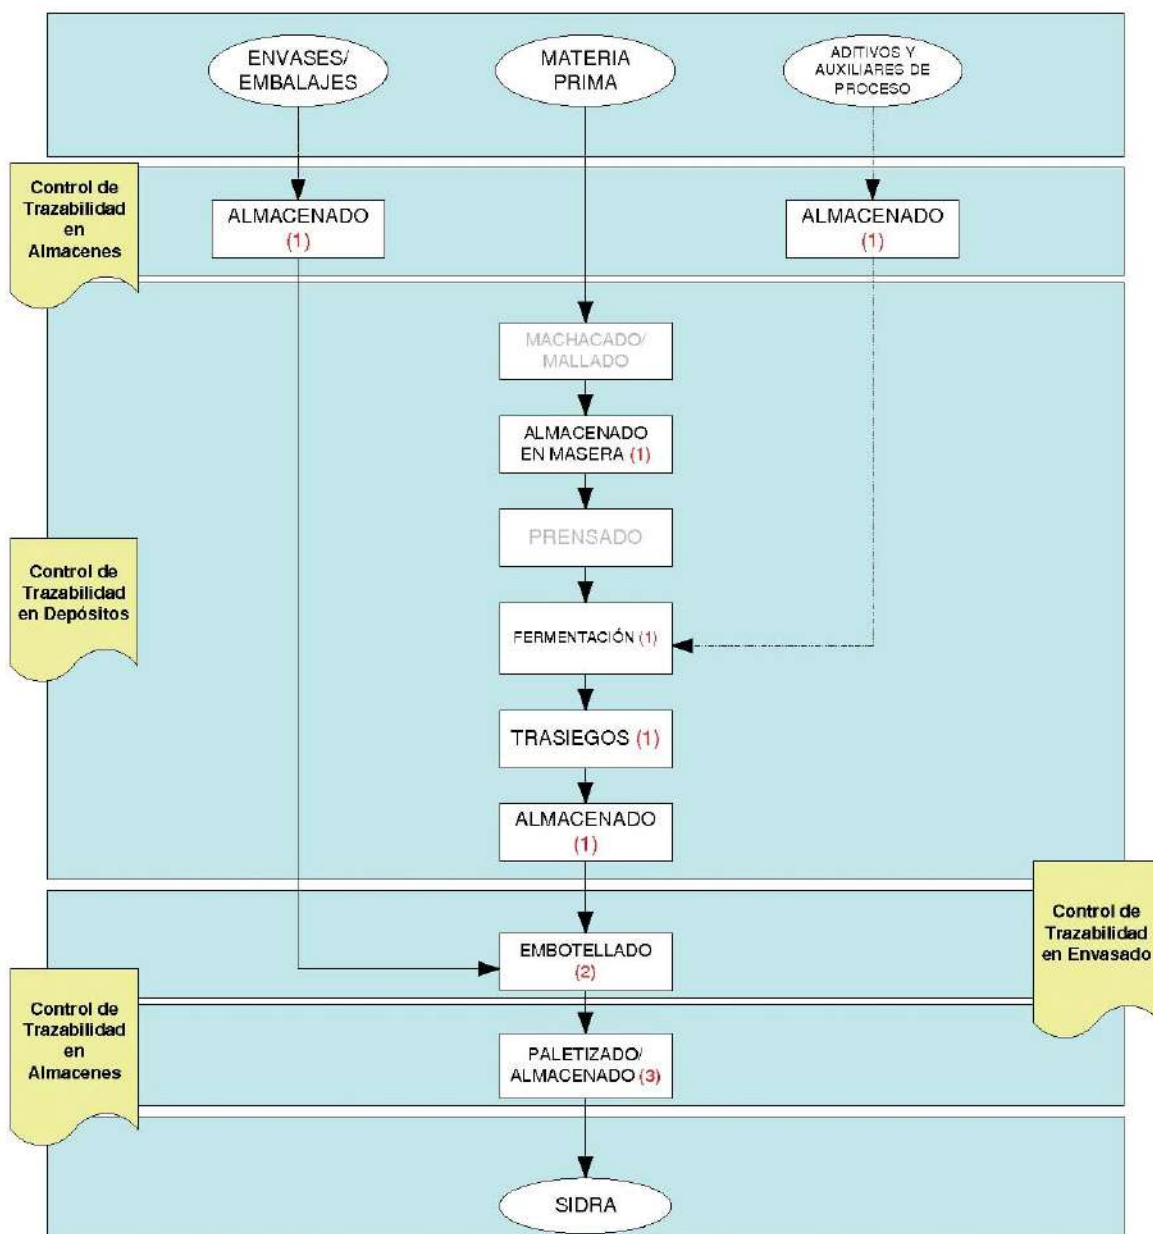 ENVASES/
EMBALAJES
MATERIA
PRIMA
ADITIVOS Y
AUXILIARES DE
PROCESO
Control de
Trazabilidad
en
Almacenes
ALMACENADO
(1)
ALMACENADO
(1)
MACHACADO/
MALLADO
ALMACENADO
EN MASERA (1)
PRENSADO
Control de
Trazabilidad
en Depósitos
FERMENTACIÓN (1)
TRASIEGOS (1)
ALMACENADO
(1)
Control de
Trazabilidad
en Envasado
EMBOTELLADO
(2)
Control de
Trazabilidad
en
Almacenes
PALETIZADO/
ALMACENADO (3)
SIDRA